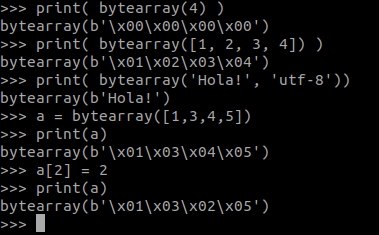 >>> print( bytearray(4) )
bytearray(b'\x00\x00\x00\x00')
>>> print( bytearray([1, 2, 3, 4]) )
bytearray(b'\x01\x02\x03\x04')
>>> print( bytearray('Hola!', 'utf-8'))
bytearray(b'Hola!')
>>> a = bytearray([1,3,4,5])
>>> print(a)
bytearray(b'\x01\x03\x04\x05')
>>> a[2] = 2
>>> print(a)
bytearray(b'\x01\x03\x02\x05')
>>>